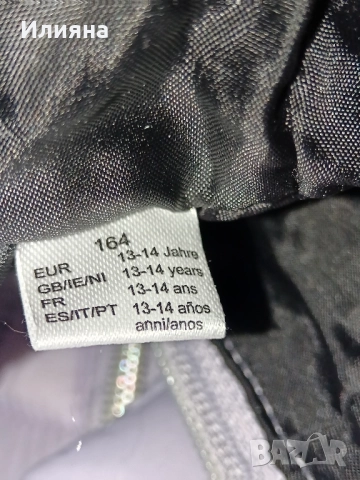 Илияна
164
EUR 13-14 Jahre
GB/IE/NI 13-14 years
FR 13-14 ans
ES/IT/PT 13-14 años
anni/anos
BAZAR